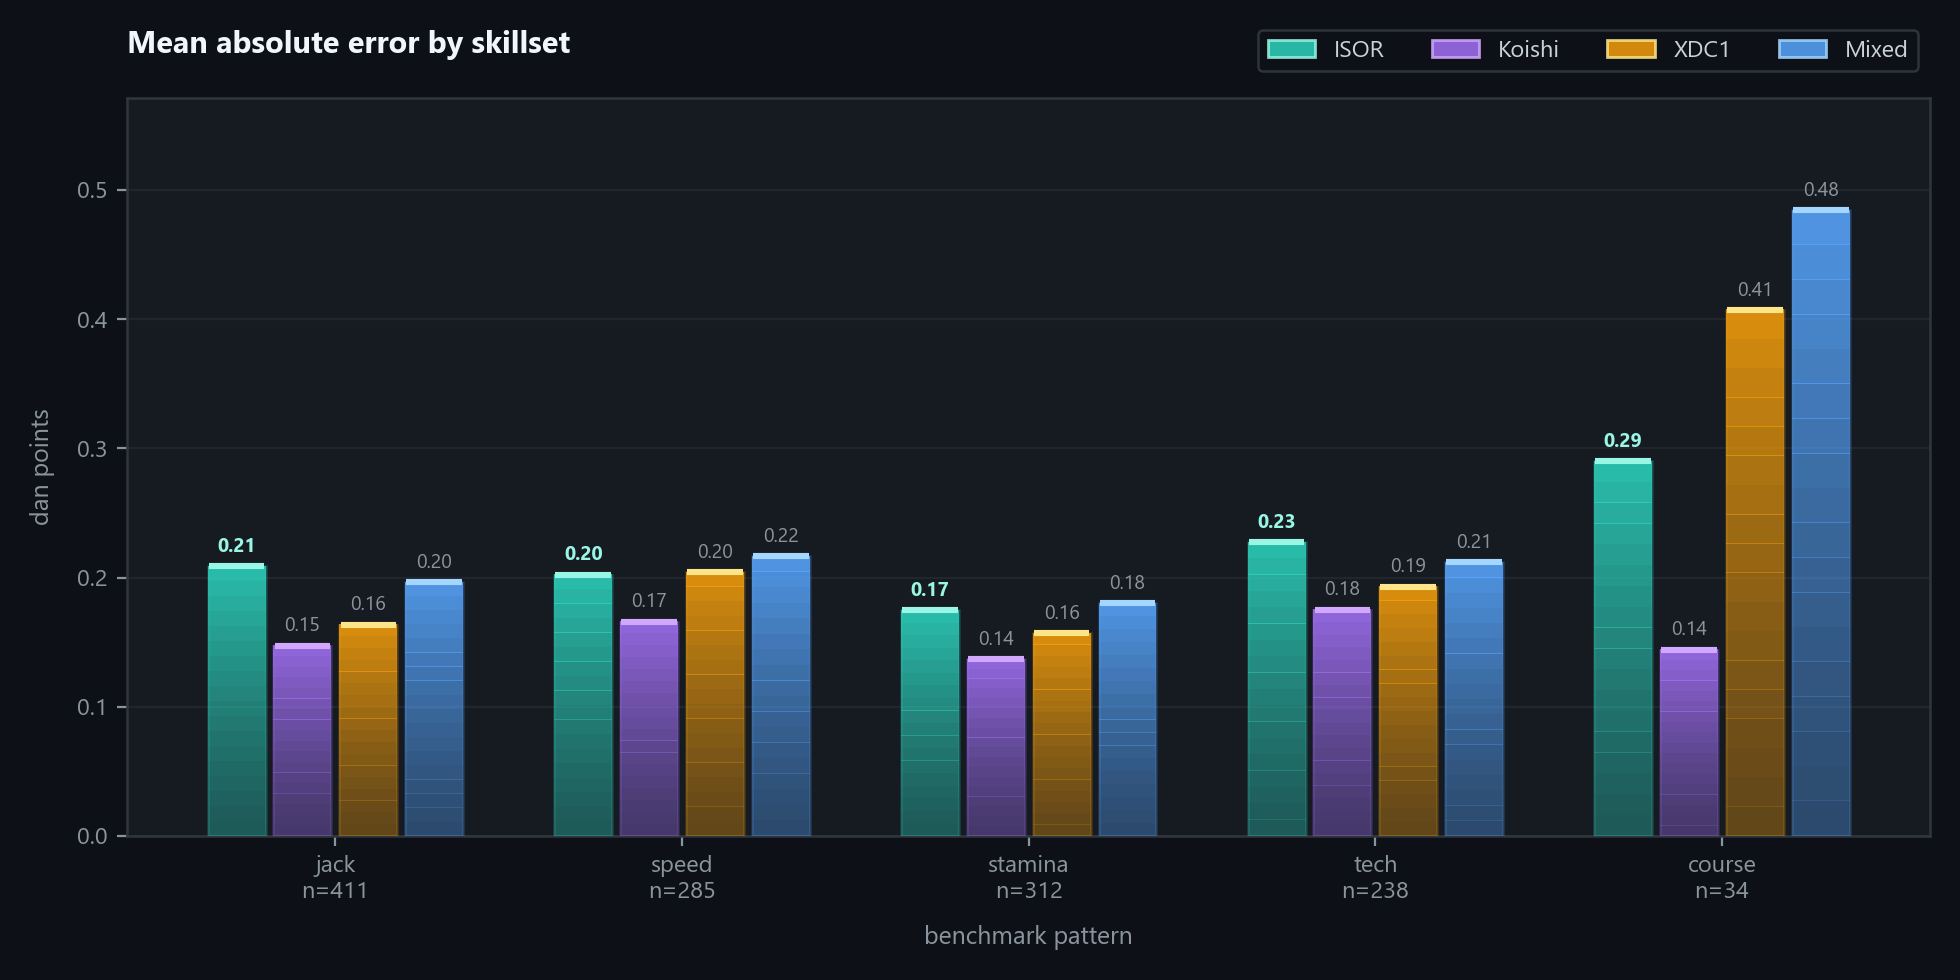 Mean absolute error by skillset
ISOR Koishi XDC1 Mixed
dan points
0.5
0.4
0.3
0.2
0.1
0.0
0.21 0.15 0.16 0.20
0.20 0.17 0.20 0.22
0.17 0.14 0.16 0.18
0.23 0.18 0.19 0.21
0.29 0.14 0.41 0.48
jack speed stamina tech course
n=411 n=285 n=312 n=238 n=34
benchmark pattern